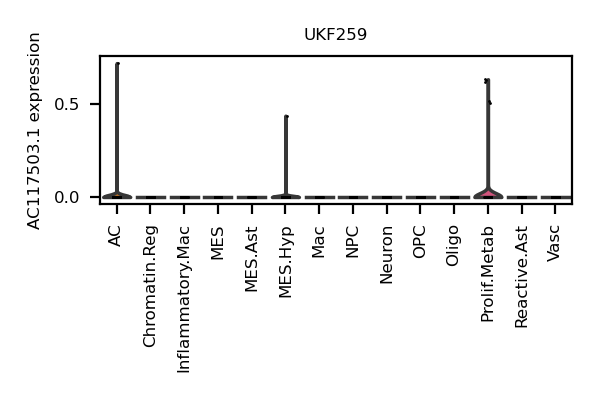 UKF259
AC117503.1 expression
0.5
0.0
AC
Chromatin.Reg
Inflammatory.Mac
MES
MES.Ast
MES.Hyp
Mac
NPC
Neuron
OPC
Oligo
Prolif.Metab
Reactive.Ast
Vasc